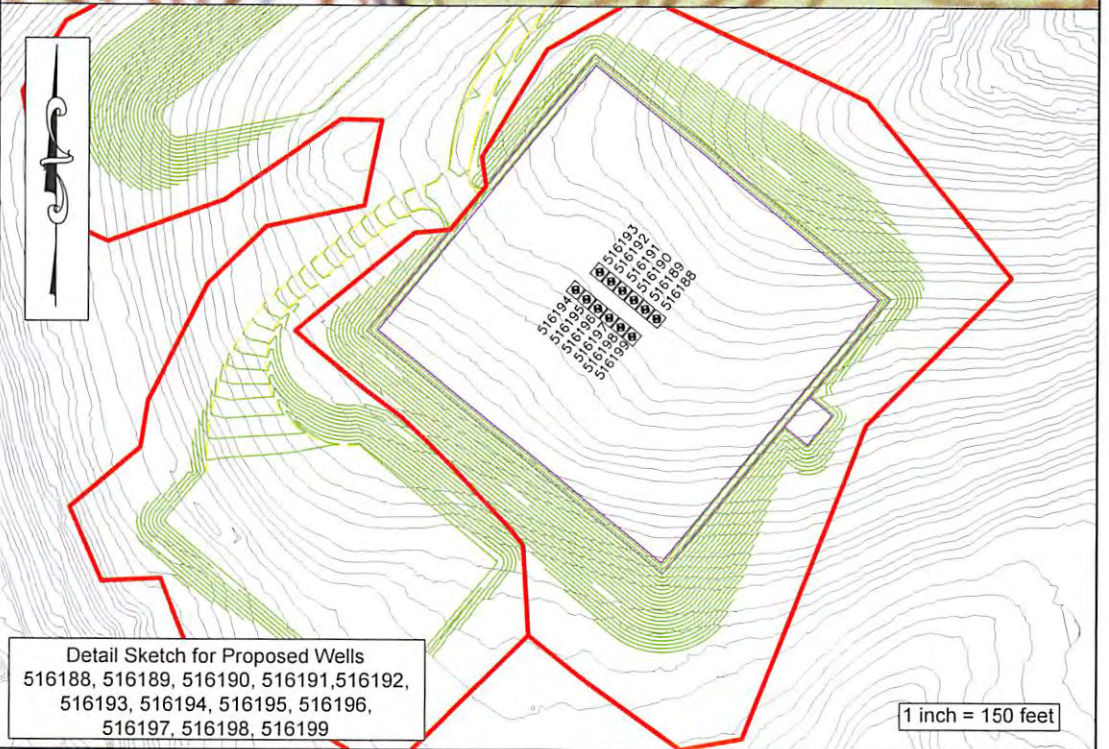 516193
516192
516191
516190
516189
516188
516194
516195
516196
516197
516198
516199
Detail Sketch for Proposed Wells
516188, 516189, 516190, 516191,516192,
516193, 516194, 516195, 516196,
516197, 516198, 516199
1 inch = 150 feet